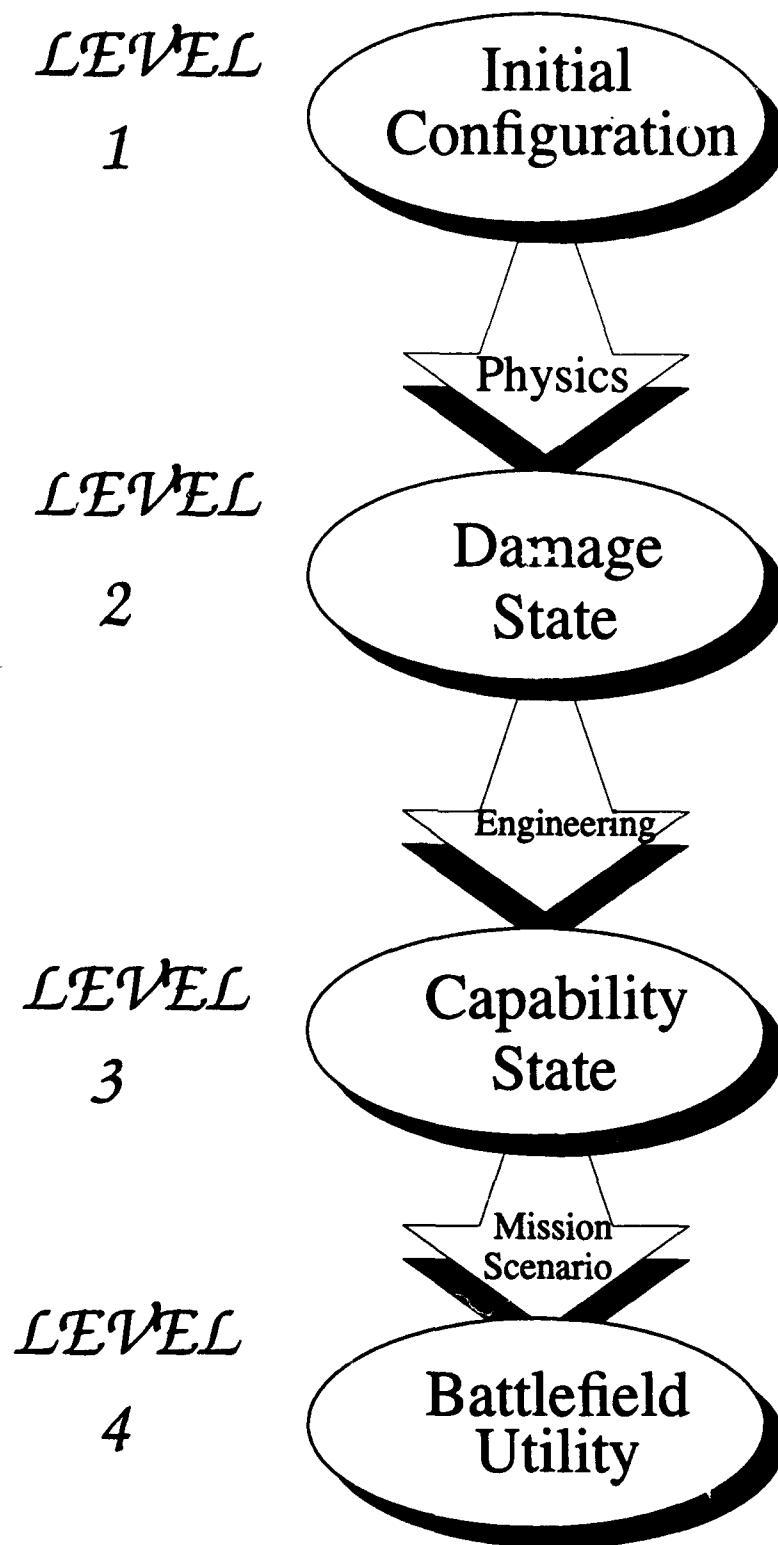 LEVEL
1
Initial
Configuration
Physics
LEVEL
2
Damage
State
Engineering
LEVEL
3
Capability
State
Mission
Scenario
LEVEL
4
Battlefield
Utility